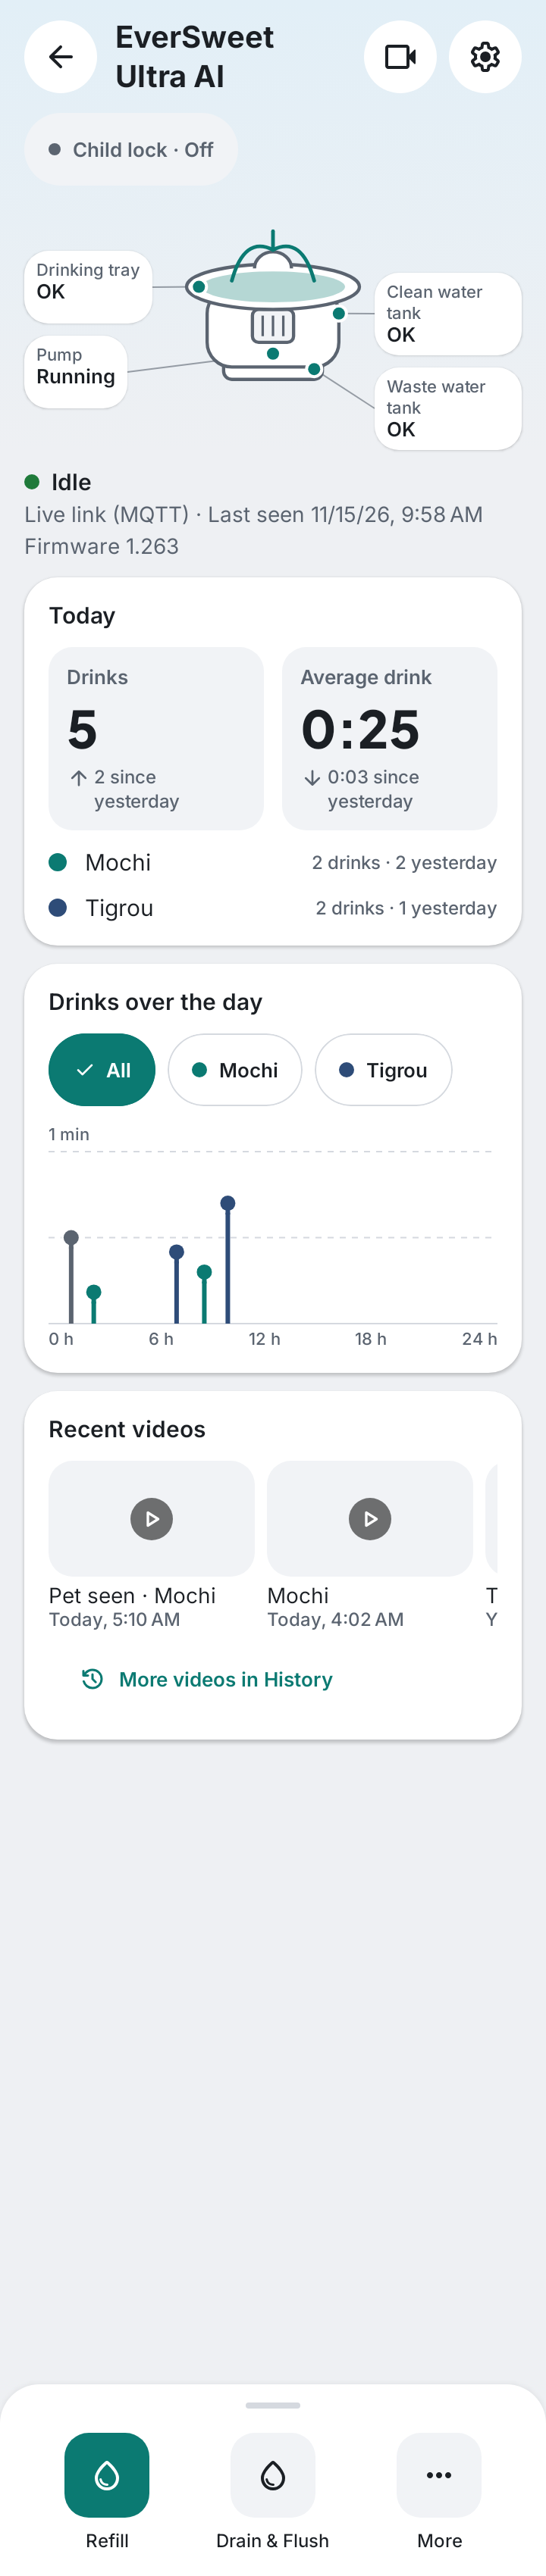 EverSweet
Ultra AI
Child lock · Off
Drinking tray
OK
Clean water
tank
OK
Pump
Running
Waste water
tank
OK
Idle
Live link (MQTT) · Last seen 11/15/26, 9:58 AM
Firmware 1.263
Today
Drinks
5
↑ 2 since
yesterday
Average drink
0:25
↓ 0:03 since
yesterday
Mochi
2 drinks · 2 yesterday
Tigrou
2 drinks · 1 yesterday
Drinks over the day
All
Mochi
Tigrou
1 min
0 h 6 h 12 h 18 h 24 h
Recent videos
Pet seen · Mochi
Today, 5:10 AM
Mochi
Today, 4:02 AM
T
Y
More videos in History
Refill
Drain & Flush
More